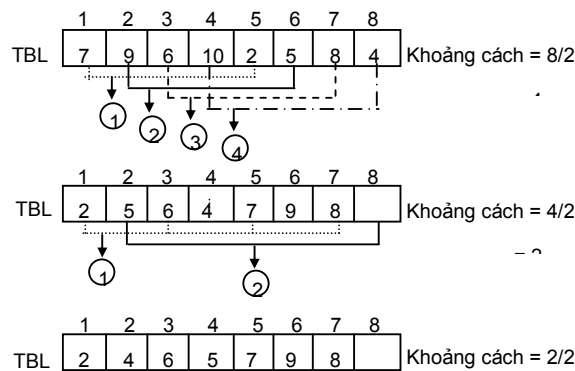 1 2 3 4 5 6 7 8
TBL 7 9 6 10 2 5 8 4 Khoảng cách = 8/2
1 2 3 4
1 2 3 4 5 6 7 8
TBL 2 5 6 4 7 9 8 Khoảng cách = 4/2
1 2
1 2 3 4 5 6 7 8
TBL 2 4 6 5 7 9 8 Khoảng cách = 2/2